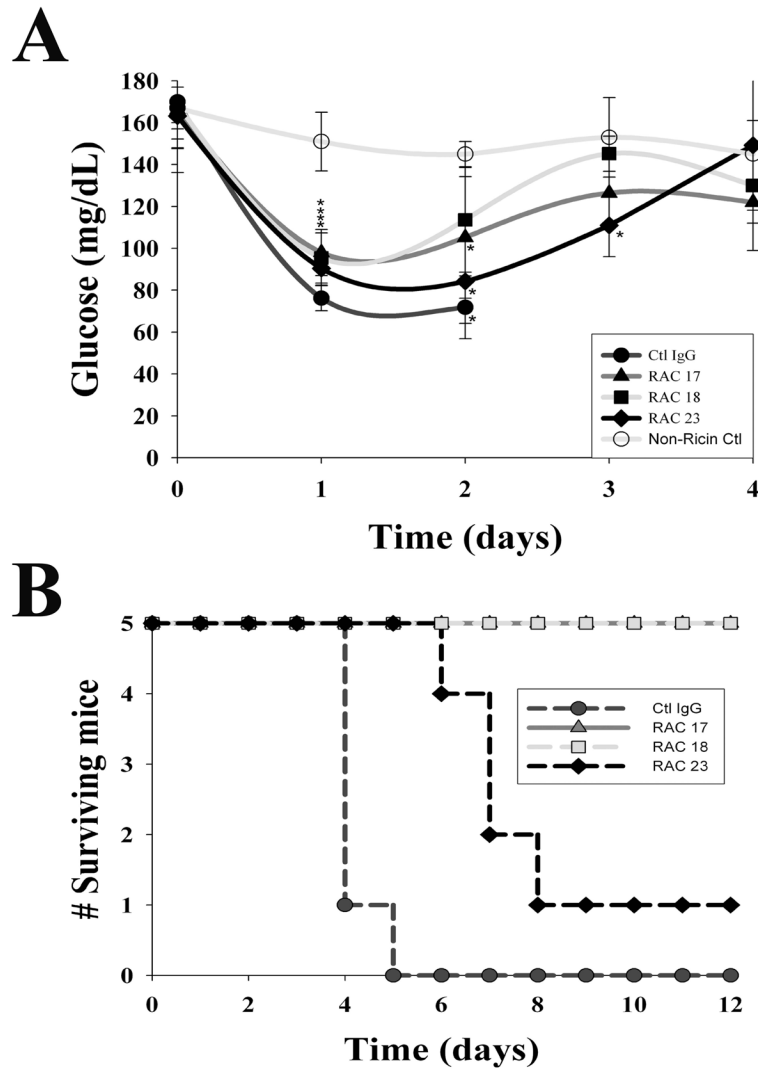 A
Glucose (mg/dL)
180
160
140
120
100
80
60
40
20
0
****
*
*
*
*
Ctl IgG
RAC 17
RAC 18
RAC 23
Non-Ricin Ctl
0 1 2 3 4
Time (days)
B
# Surviving mice
5
4
3
2
1
0
Ctl IgG
RAC 17
RAC 18
RAC 23
0 2 4 6 8 10 12
Time (days)